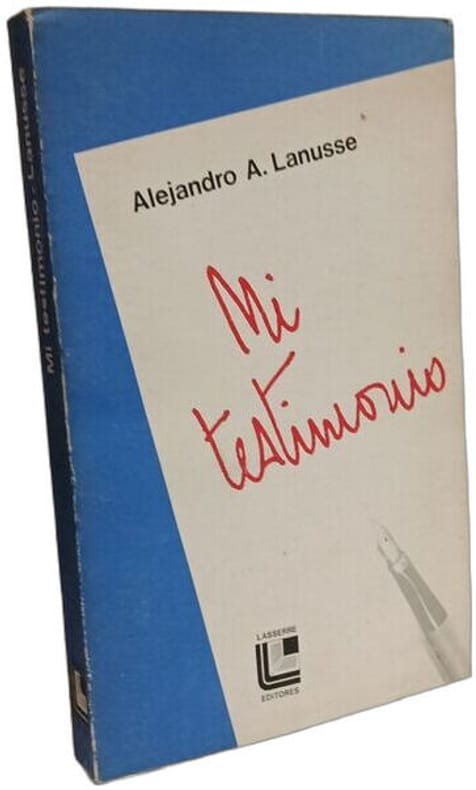 Alejandro A. Lanusse
Mi
testimonio
LASSERRE
EDITORES
Mi testimonio - Lanusse